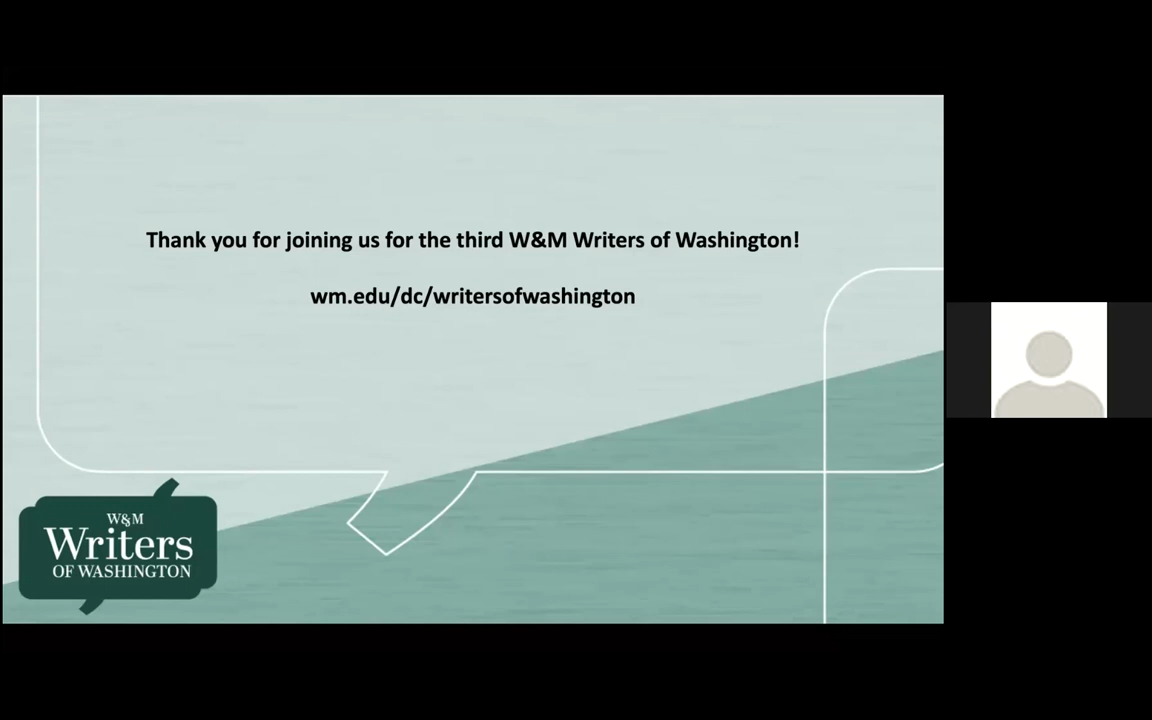 Thank you for joining us for the third W&M Writers of Washington!
wm.edu/dc/writersofwashington
W&M
Writers
OF WASHINGTON